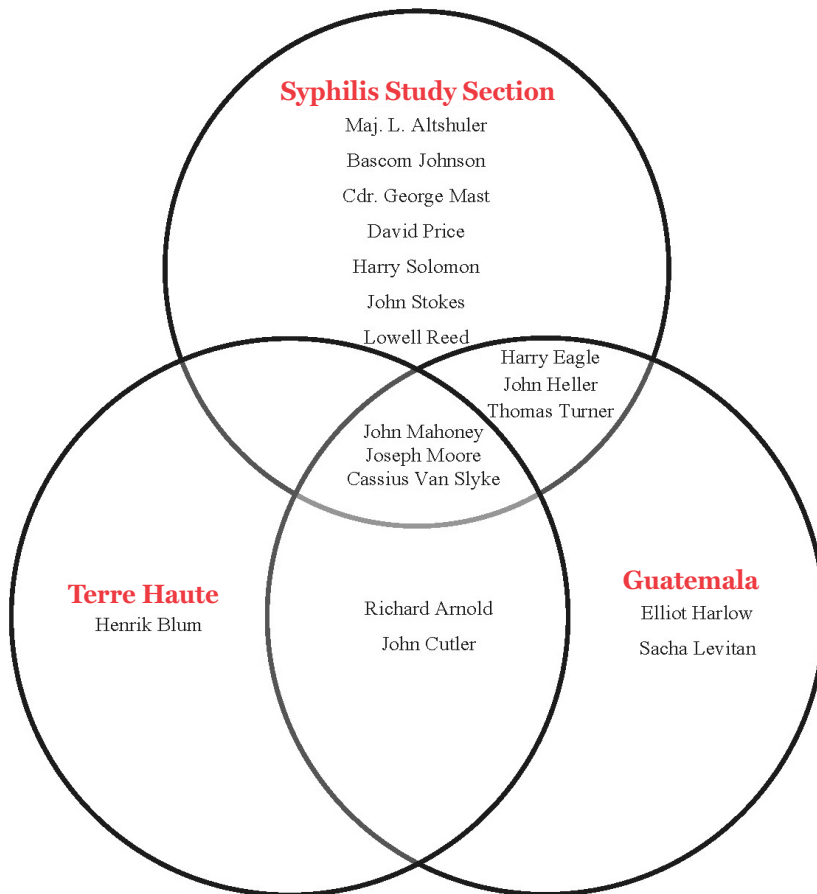 Syphilis Study Section
Maj. L. Altshuler
Bascom Johnson
Cdr. George Mast
David Price
Harry Solomon
John Stokes
Lowell Reed
Harry Eagle
John Heller
Thomas Turner
John Mahoney
Joseph Moore
Cassius Van Slyke
Terre Haute
Henrik Blum
Richard Arnold
John Cutler
Guatemala
Elliot Harlow
Sacha Levitan